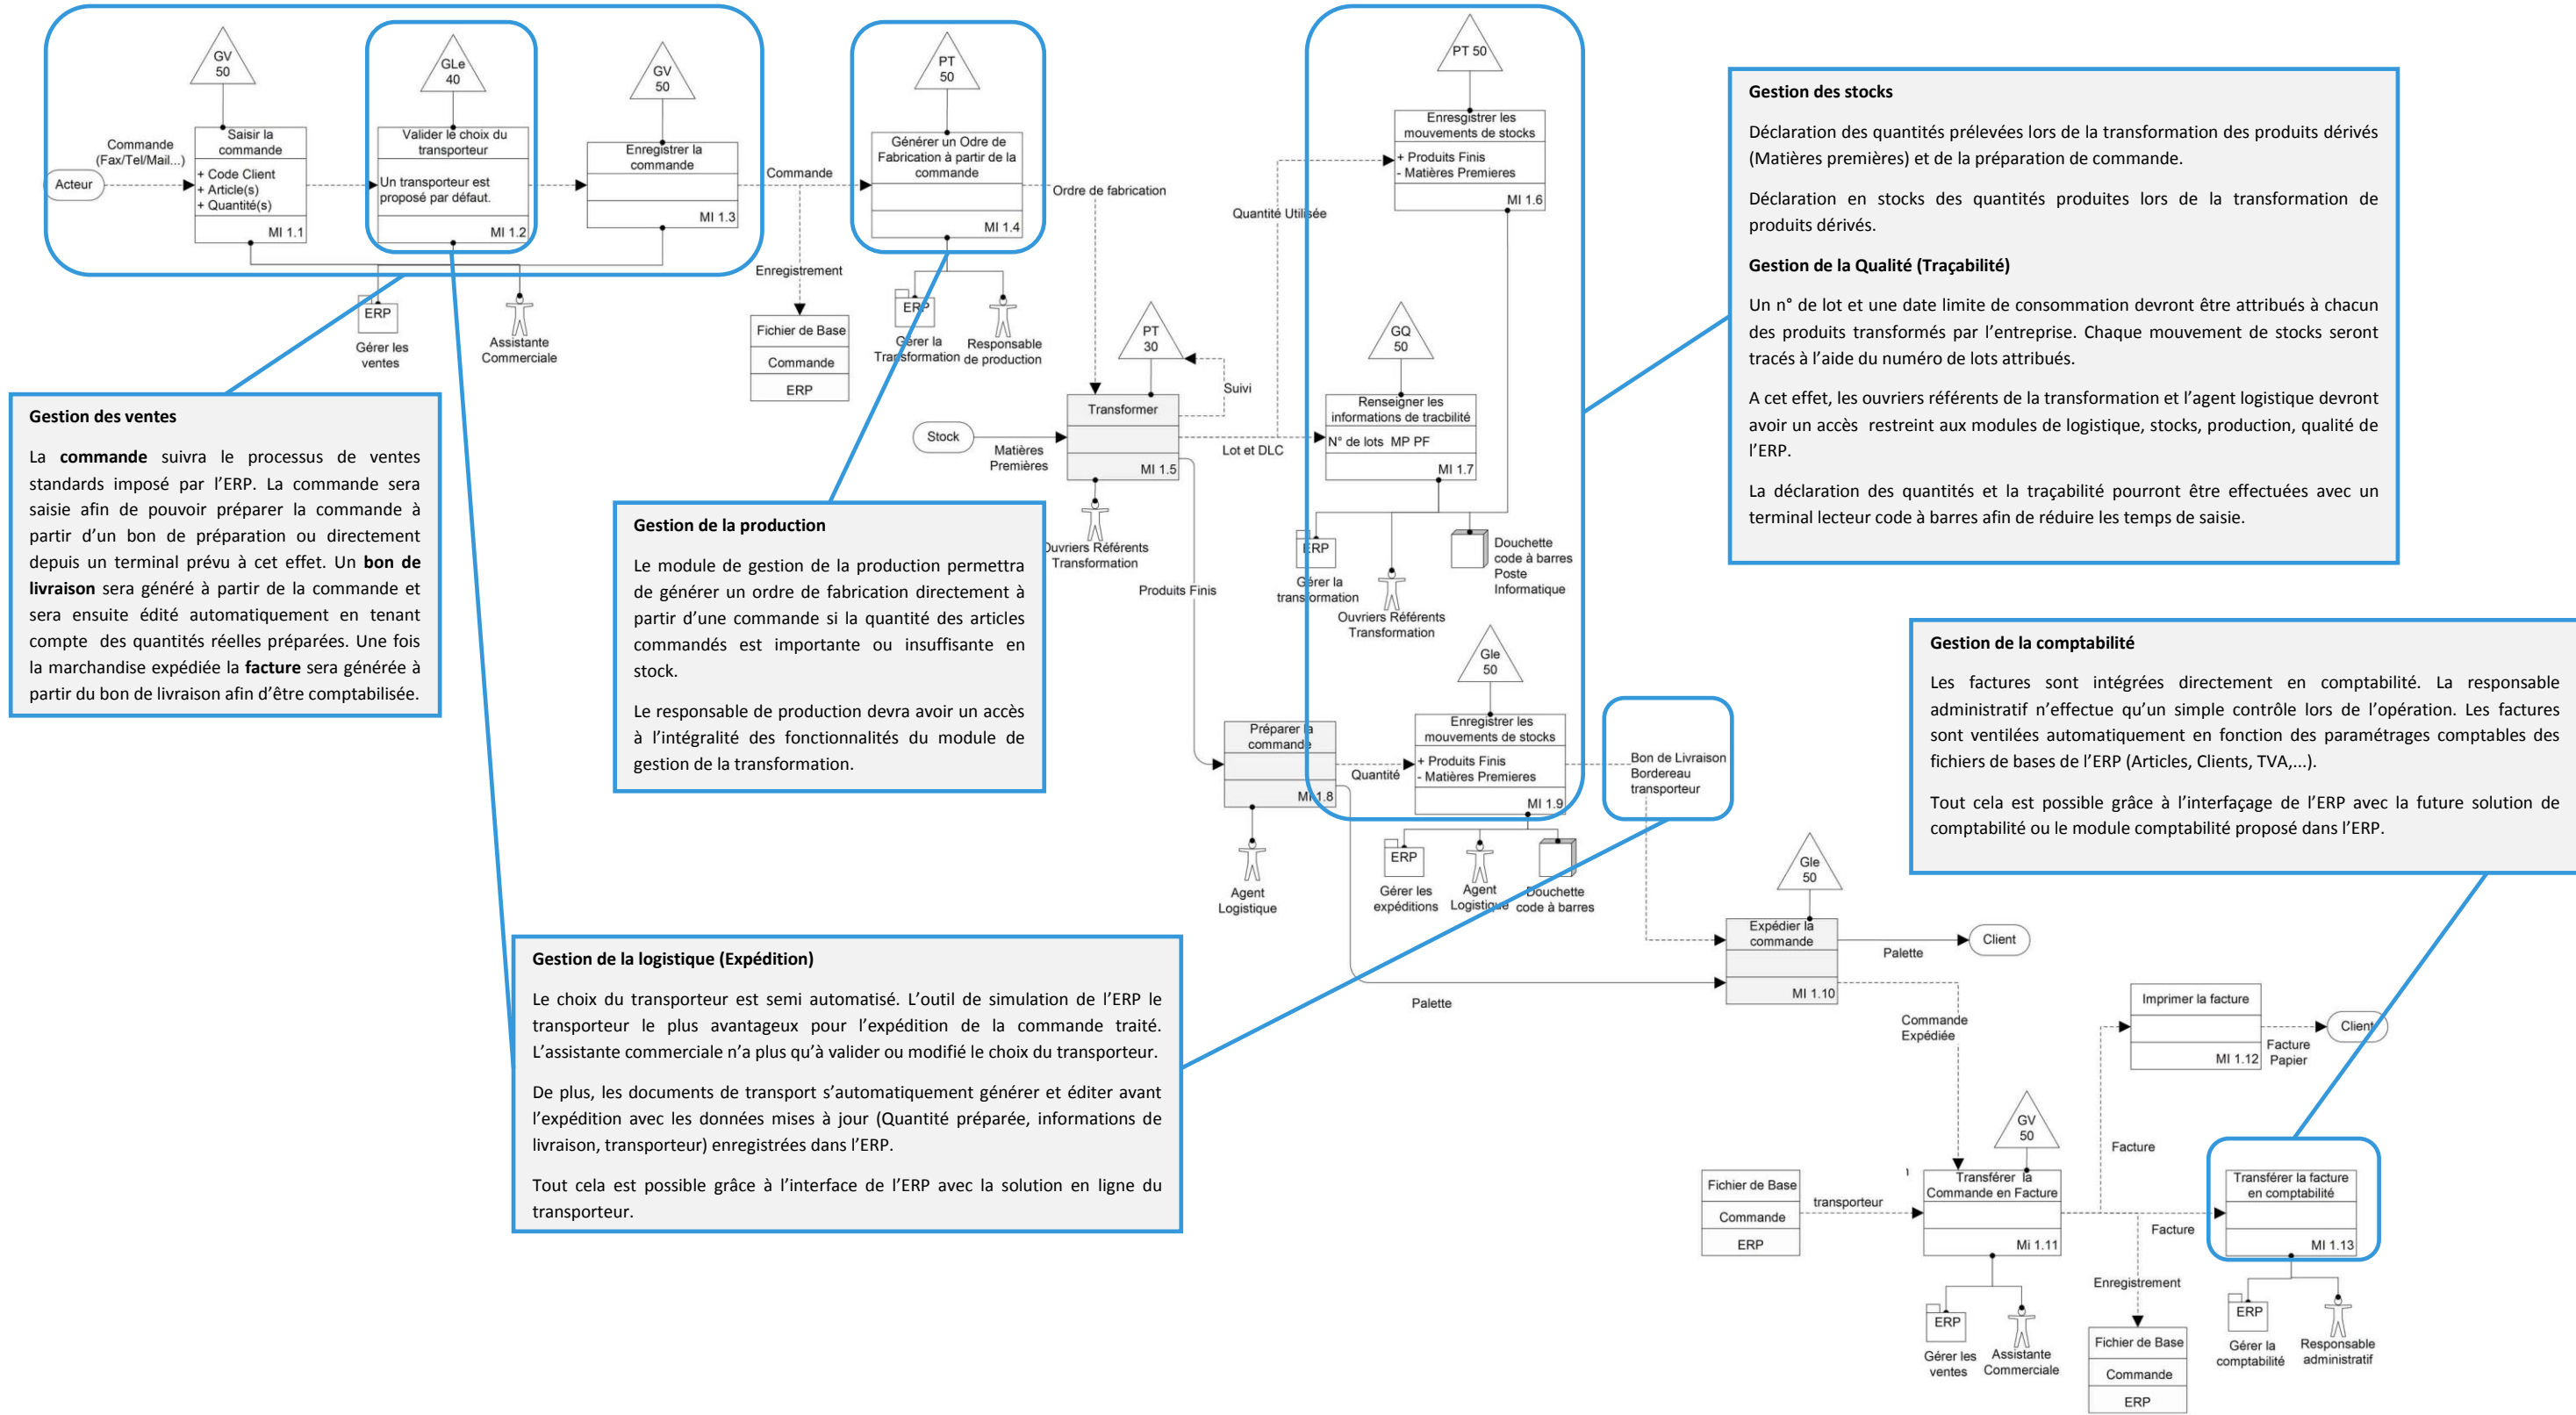 GV
50
GLe
40
GV
50
PT
50
PT 50
Commande
(Fax/Tel/Mail...)
Acteur
Saisir la
commande
+ Code Client
+ Article(s)
+ Quantité(s)
MI 1.1
Valider le choix du
transporteur
Un transporteur est
proposé par défaut.
MI 1.2
Enregistrer la
commande
MI 1.3
Commande
Générer un Odre de
Fabrication à partir de la
commande
MI 1.4
Ordre de fabrication
Enresgistrer les
mouvements de stocks
+ Produits Finis
- Matières Premieres
MI 1.6
Quantité Utilisée
ERP
Gérer les
ventes
Assistante
Commerciale
Enregistrement
Fichier de Base
Commande
ERP
ERP
Gérer la
Transformation
Responsable
de production
PT
30
Suivi
Transformer
MI 1.5
Stock
Matières
Premières
Lot et DLC
GQ
50
Renseigner les
informations de tracbilité
N° de lots  MP PF
MI 1.7
Ouvriers Référents
Transformation
Produits Finis
ERP
Gérer la
transformation
Ouvriers Référents
Transformation
Douchette
code à barres
Poste
Informatique
Gestion des stocks
Déclaration des quantités prélevées lors de la transformation des produits dérivés
(Matières premières) et de la préparation de commande.
Déclaration en stocks des quantités produites lors de la transformation de
produits dérivés.
Gestion de la Qualité (Traçabilité)
Un n° de lot et une date limite de consommation devront être attribués à chacun
des produits transformés par l’entreprise. Chaque mouvement de stocks seront
tracés à l’aide du numéro de lots attribués.
A cet effet, les ouvriers référents de la transformation et l’agent logistique devront
avoir un accès restreint aux modules de logistique, stocks, production, qualité de
l’ERP.
La déclaration des quantités et la traçabilité pourront être effectuées avec un
terminal lecteur code à barres afin de réduire les temps de saisie.
Gestion des ventes
La commande suivra le processus de ventes
standards imposé par l’ERP. La commande sera
saisie afin de pouvoir préparer la commande à
partir d’un bon de préparation ou directement
depuis un terminal prévu à cet effet. Un bon de
livraison sera généré à partir de la commande et
sera ensuite édité automatiquement en tenant
compte des quantités réelles préparées. Une fois
la marchandise expédiée la facture sera générée à
partir du bon de livraison afin d’être comptabilisée.
Gestion de la production
Le module de gestion de la production permettra
de générer un ordre de fabrication directement à
partir d’une commande si la quantité des articles
commandés est importante ou insuffisante en
stock.
Le responsable de production devra avoir un accès
à l’intégralité des fonctionnalités du module de
gestion de la transformation.
Gle
50
Préparer la
commande
MI 1.8
Quantité
Enregistrer les
mouvements de stocks
+ Produits Finis
- Matières Premieres
MI 1.9
Bon de Livraison
Bordereau
transporteur
Agent
Logistique
ERP
Gérer les
expéditions
Agent
Logistique
Douchette
code à barres
Gestion de la comptabilité
Les factures sont intégrées directement en comptabilité. La responsable
administratif n’effectue qu’un simple contrôle lors de l’opération. Les factures
sont ventilées automatiquement en fonction des paramétrages comptables des
fichiers de bases de l’ERP (Articles, Clients, TVA,...).
Tout cela est possible grâce à l’interfaçage de l’ERP avec la future solution de
comptabilité ou le module comptabilité proposé dans l’ERP.
Gestion de la logistique (Expédition)
Le choix du transporteur est semi automatisé. L’outil de simulation de l’ERP le
transporteur le plus avantageux pour l’expédition de la commande traité.
L’assistante commerciale n’a plus qu’à valider ou modifié le choix du transporteur.
De plus, les documents de transport s’automatiquement générer et éditer avant
l’expédition avec les données mises à jour (Quantité préparée, informations de
livraison, transporteur) enregistrées dans l’ERP.
Tout cela est possible grâce à l’interface de l’ERP avec la solution en ligne du
transporteur.
Gle
50
Expédier la
commande
MI 1.10
Palette
Client
Palette
Commande
Expédiée
Imprimer la facture
MI 1.12
Facture
Papier
Client
GV
50
Facture
Fichier de Base
Commande
ERP
transporteur
Transférer la
Commande en Facture
Mi 1.11
Facture
Transférer la facture
en comptabilité
MI 1.13
Enregistrement
ERP
Gérer les
ventes
Assistante
Commerciale
Fichier de Base
Commande
ERP
ERP
Gérer la
comptabilité
Responsable
administratif